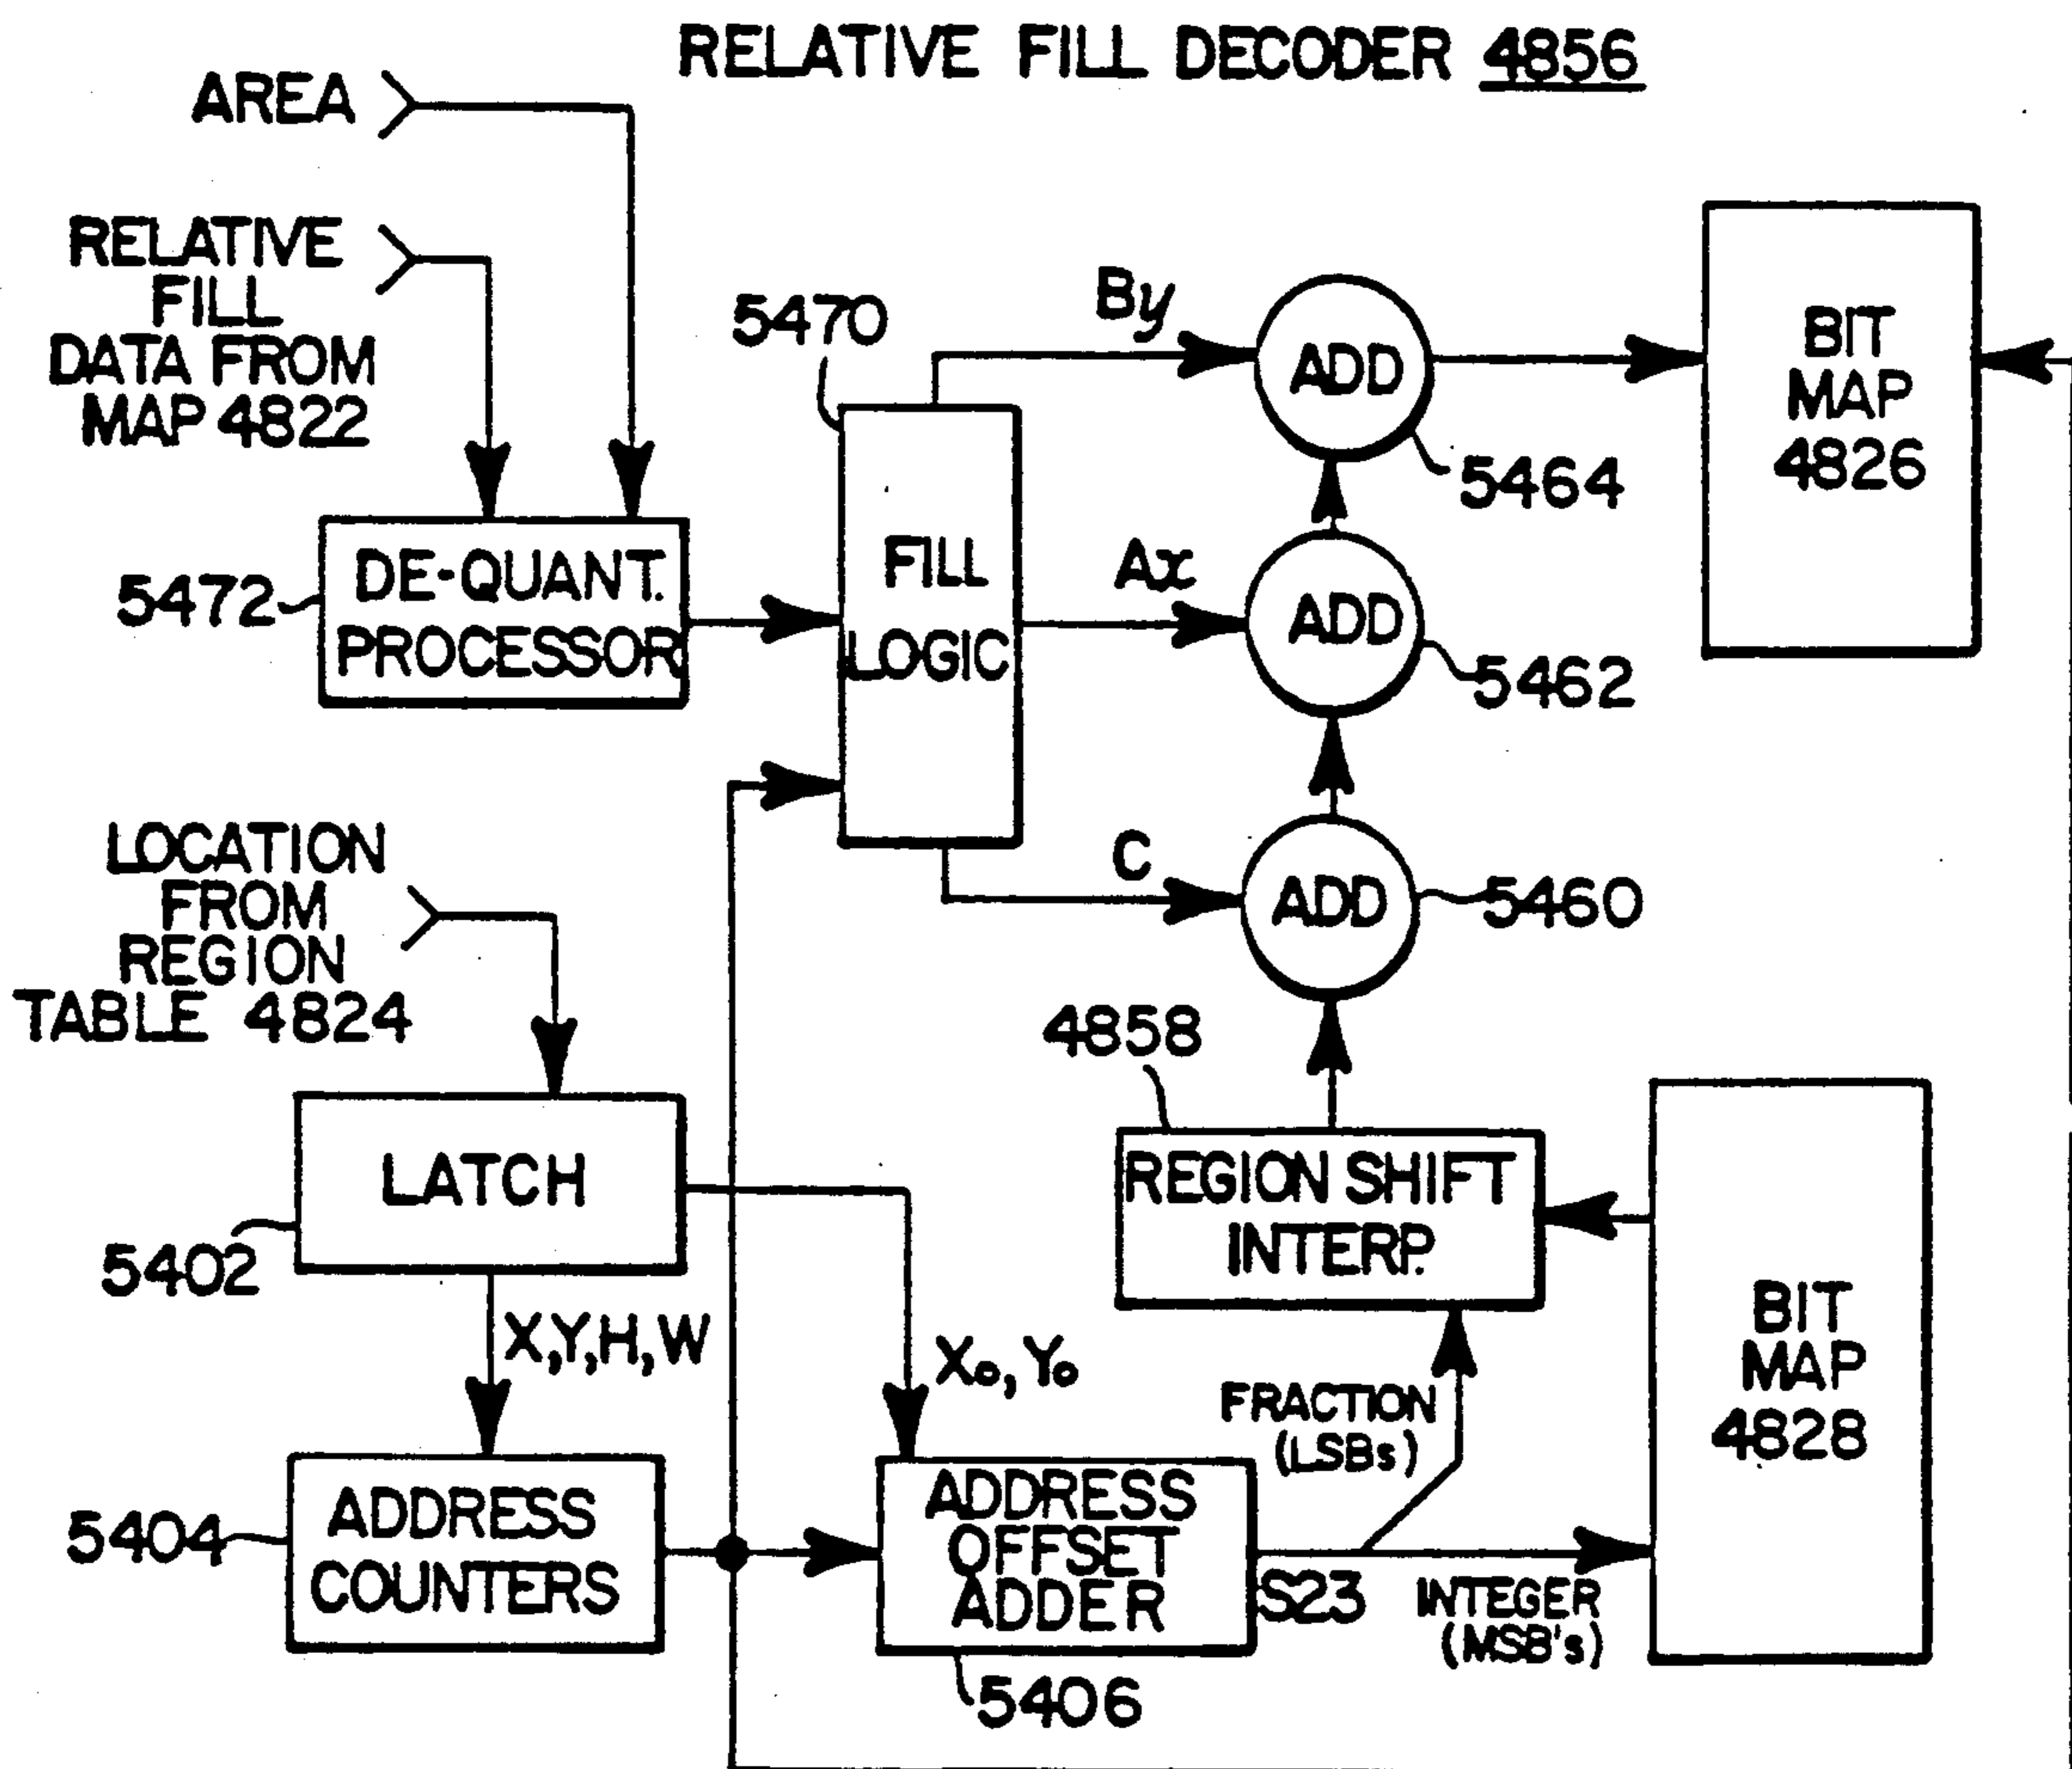 RELATIVE FILL DECODER 4856
AREA
RELATIVE
FILL
DATA FROM
MAP 4822
5470
By
ADD
5464
BIT
MAP
4826
5472
DE-QUANT.
PROCESSOR
FILL
LOGIC
Ax
ADD
5462
C
ADD
5460
LOCATION
FROM
REGION
TABLE 4824
4858
LATCH
5402
REGION SHIFT
INTERP.
X,Y,H,W
Xo, Yo
FRACTION
(LSBs)
BIT
MAP
4828
5404
ADDRESS
COUNTERS
ADDRESS
OFFSET
ADDER
S23
INTEGER
(MSB's)
5406